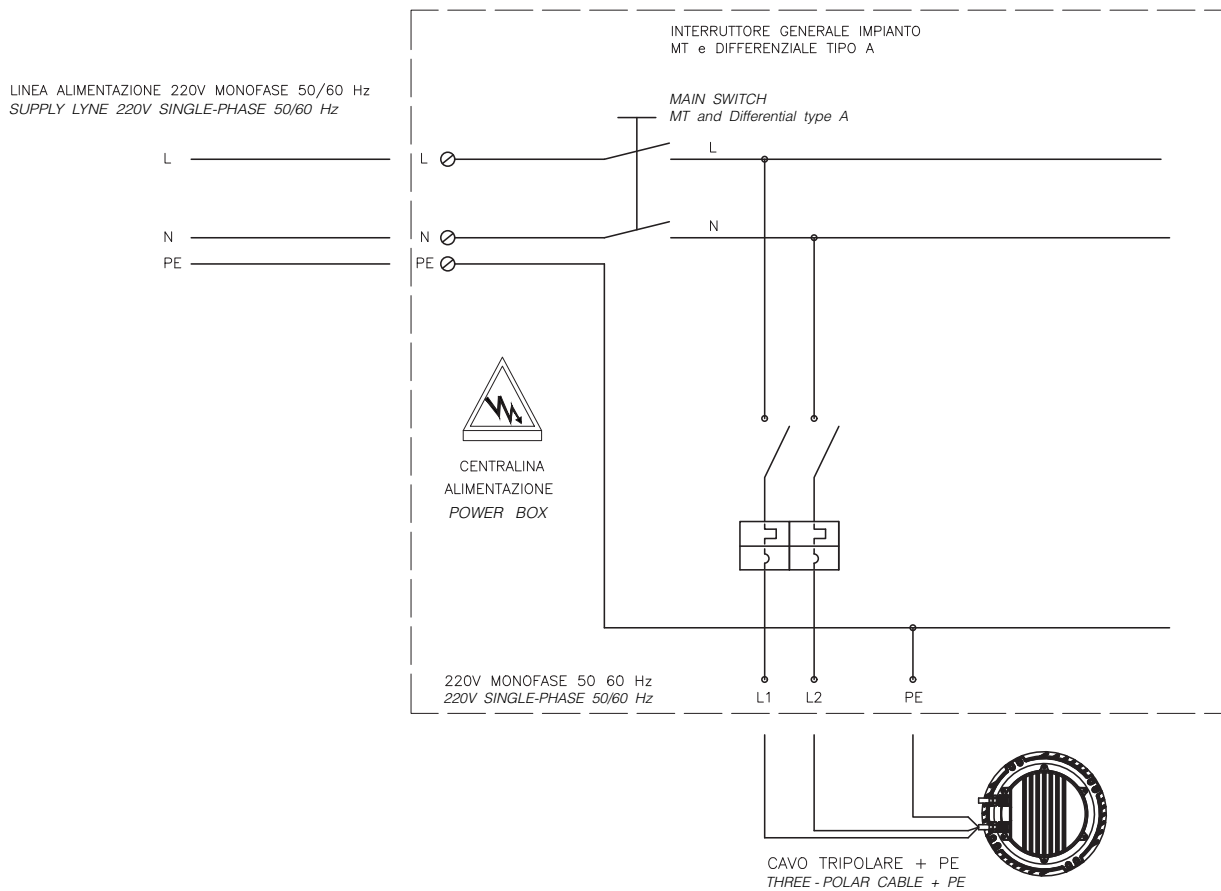 INTERRUTTORE GENERALE IMPIANTO
MT e DIFFERENZIALE TIPO A
LINEA ALIMENTAZIONE 220V MONOFASE 50/60 Hz
SUPPLY LYNE 220V SINGLE-PHASE 50/60 Hz
MAIN SWITCH
MT and Differential type A
L
L
L
N
N
N
PE
PE
CENTRALINA
ALIMENTAZIONE
POWER BOX
220V MONOFASE 50 60 Hz
220V SINGLE-PHASE 50/60 Hz
L1
L2
PE
CAVO TRIPOLARE + PE
THREE - POLAR CABLE + PE